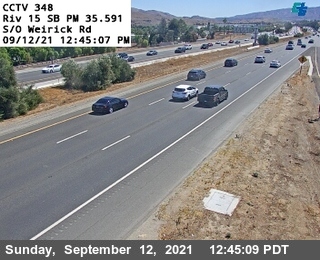 CCTV 348
Riv 15 SB PM 35.591
S/O Weirick Rd
09/12/21 12:45:07 PM
Sunday, September 12, 2021 12:45:09 PDT